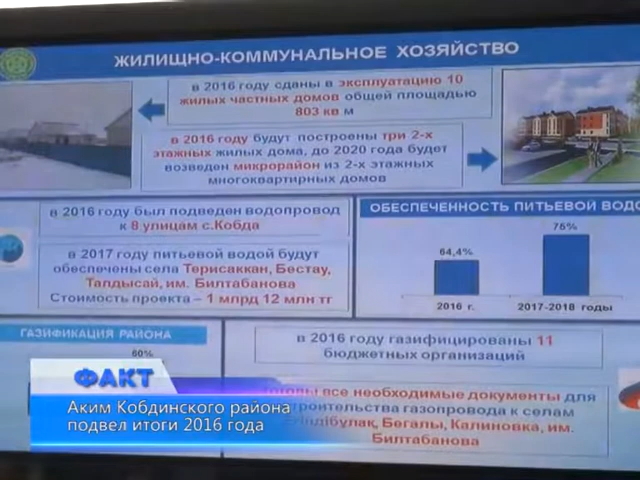 ЖИЛИЩНО-КОММУНАЛЬНОЕ ХОЗЯЙСТВО
в 2016 году сданы в эксплуатацию 10
жилых частных домов общей площадью
803 кв м
в 2016 году будут построены три 2-х
этажных жилых дома, до 2020 года будет
возведен микрорайон из 2-х этажных
многоквартирных домов
в 2016 году был подведен водопровод
к 8 улицам с.Кобда
в 2017 году питьевой водой будут
обеспечены села Терисаккан, Бестау,
Талдысай, им. Билтабанова
Стоимость проекта – 1 млрд 12 млн тг
ОБЕСПЕЧЕННОСТЬ ПИТЬЕВОЙ ВОДО
64,4%
75%
2016 г.
2017-2018 годы
ГАЗИФИКАЦИЯ РАЙОНА
60%
в 2016 году газифицированы 11
бюджетных организаций
все необходимые документы для
строительства газопровода к селам
Бегалы, Калиновка, им.
Билтабанова
ФАКТ
Аким Кобдинского района
подвел итоги 2016 года